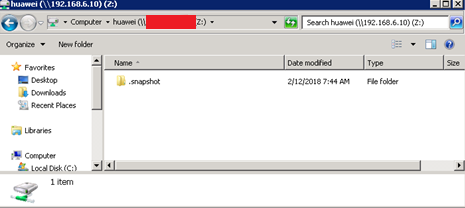 huawei (\\192.168.6.10) (Z:)
Computer huawei (\\ Z:) Search huawei (\\192.168.6.10) (Z:)
Organize New folder
Favorites Name Date modified Type Size
Desktop .snapshot 2/12/2018 7:44 AM File folder
Downloads
Recent Places
Libraries
Computer
Local Disk (C:)
1 item